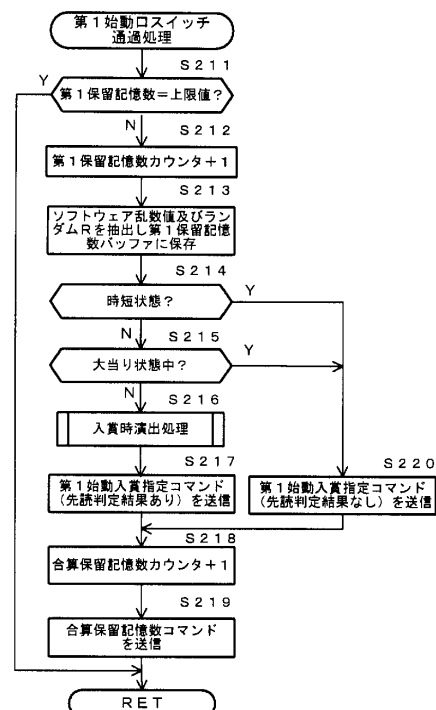 第１始動口スイッチ
通過処理
Ｓ２１１
Ｙ
第１保留記憶数＝上限値？
Ｎ
Ｓ２１２
第１保留記憶数カウンタ＋１
Ｓ２１３
ソフトウェア乱数値及びラン
ダムＲを抽出し第１保留記憶
数バッファに保存
Ｓ２１４
時短状態？
Ｙ
Ｎ
Ｓ２１５
大当り状態中？
Ｙ
Ｎ
Ｓ２１６
入賞時演出処理
Ｓ２１７
第１始動入賞指定コマンド
（先読判定結果あり）を送信
Ｓ２２０
第１始動入賞指定コマンド
（先読判定結果なし）を送信
Ｓ２１８
合算保留記憶数カウンタ＋１
Ｓ２１９
合算保留記憶数コマンド
を送信
ＲＥＴ